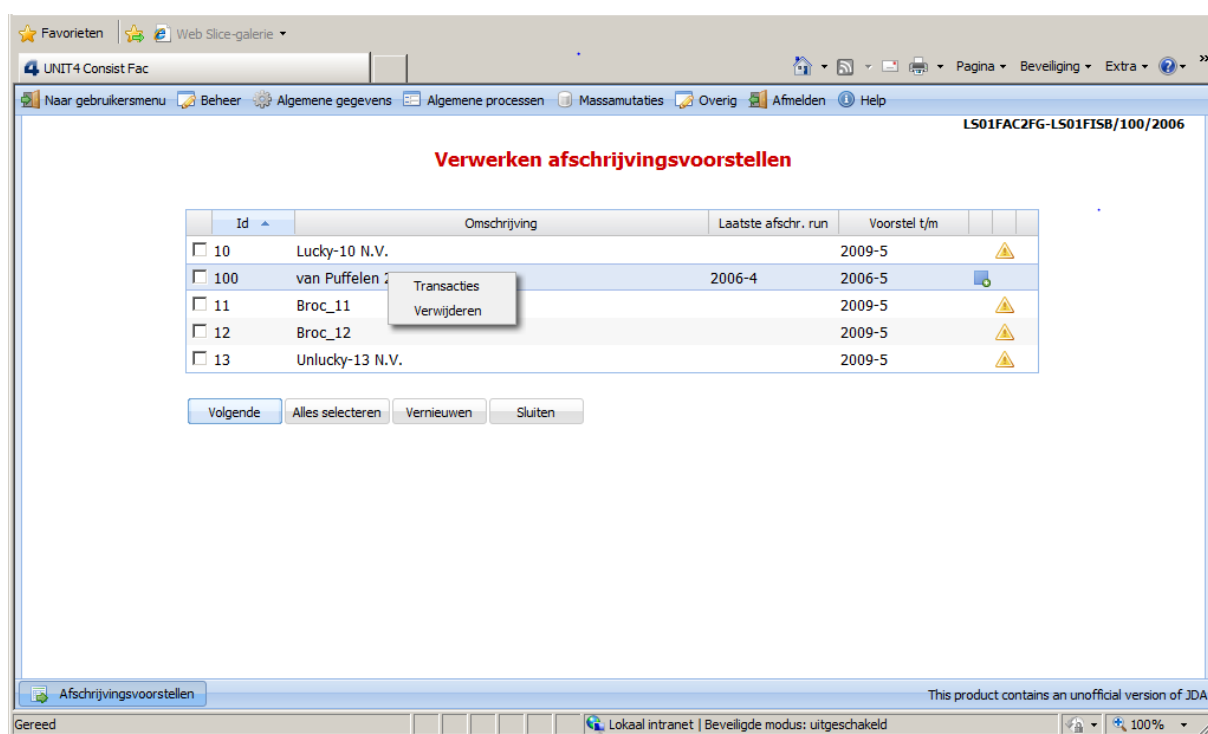 Favorieten Web Slice-galerie
UNIT4 Consist Fac Pagina Beveiliging Extra »
Naar gebruikersmenu Beheer Algemene gegevens Algemene processen Massamutaties Overig Afmelden Help
LS01FAC2FG-LS01FISB/100/2006
Verwerken afschrijvingsvoorstellen
Id Omschrijving Laatste afschr. run Voorstel t/m
10 Lucky-10 N.V. 2009-5
100 van Puffelen 2006-4 2006-5
Transacties
11 Broc_11 2009-5
Verwijderen
12 Broc_12 2009-5
13 Unlucky-13 N.V. 2009-5
Volgende Alles selecteren Vernieuwen Sluiten
Afschrijvingsvoorstellen This product contains an unofficial version of JDA
Gereed Lokaal intranet | Beveiligde modus: uitgeschakeld 100%